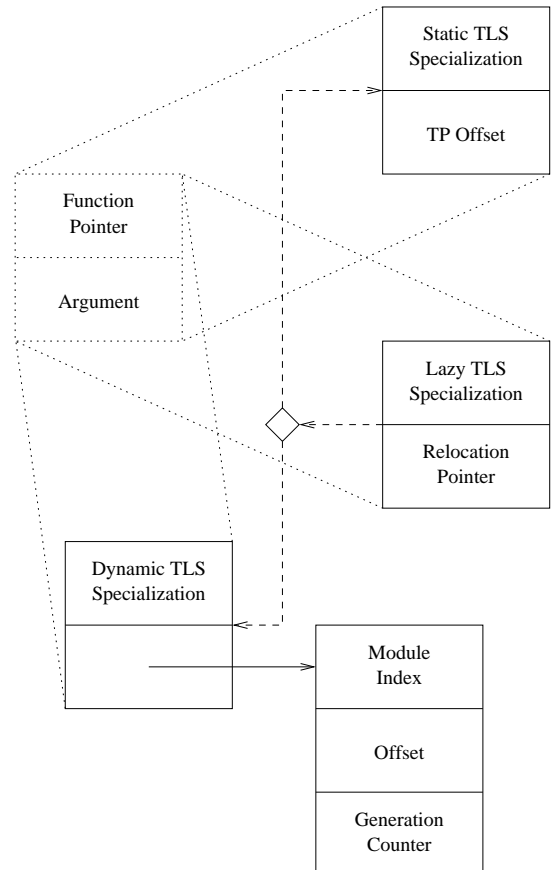 Static TLS
Specialization
TP Offset
Function
Pointer
Argument
Lazy TLS
Specialization
Relocation
Pointer
Dynamic TLS
Specialization
Module
Index
Offset
Generation
Counter